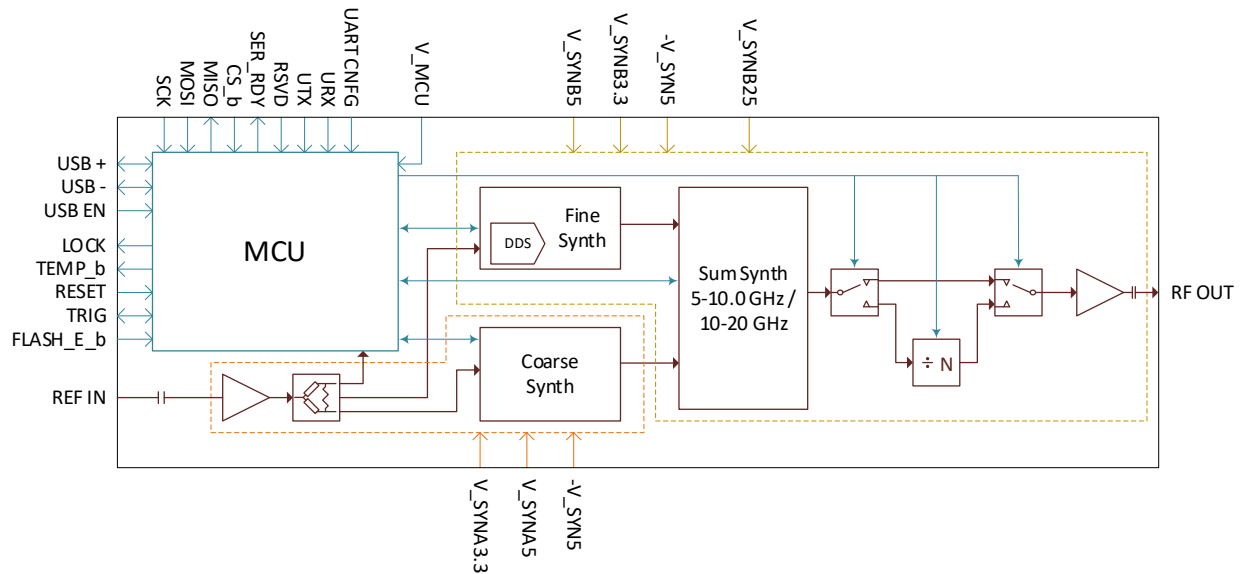 SCK
MOSI
MISO
CS_b
SER_RDY
RSVD
UTX
URX
UART CNFG
V_MCU
V_SYNB5
V_SYNB3.3
-V_SYN5
V_SYNB25
USB +
USB -
USB EN
LOCK
TEMP_b
RESET
TRIG
FLASH_E_b
REF IN
MCU
DDS
Fine
Synth
Coarse
Synth
Sum Synth
5-10.0 GHz /
10-20 GHz
÷ N
RF OUT
V_SYNA3.3
V_SYNA5
-V_SYN5